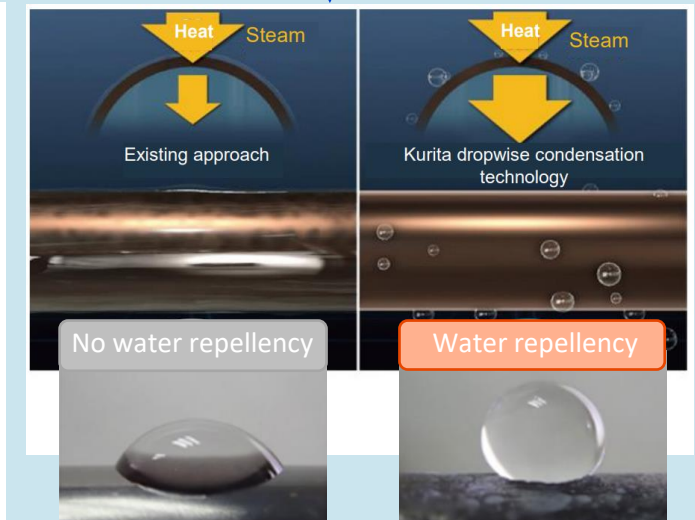 Heat
Steam
Existing approach
No water repellency
Heat
Steam
Kurita dropwise condensation
technology
Water repellency